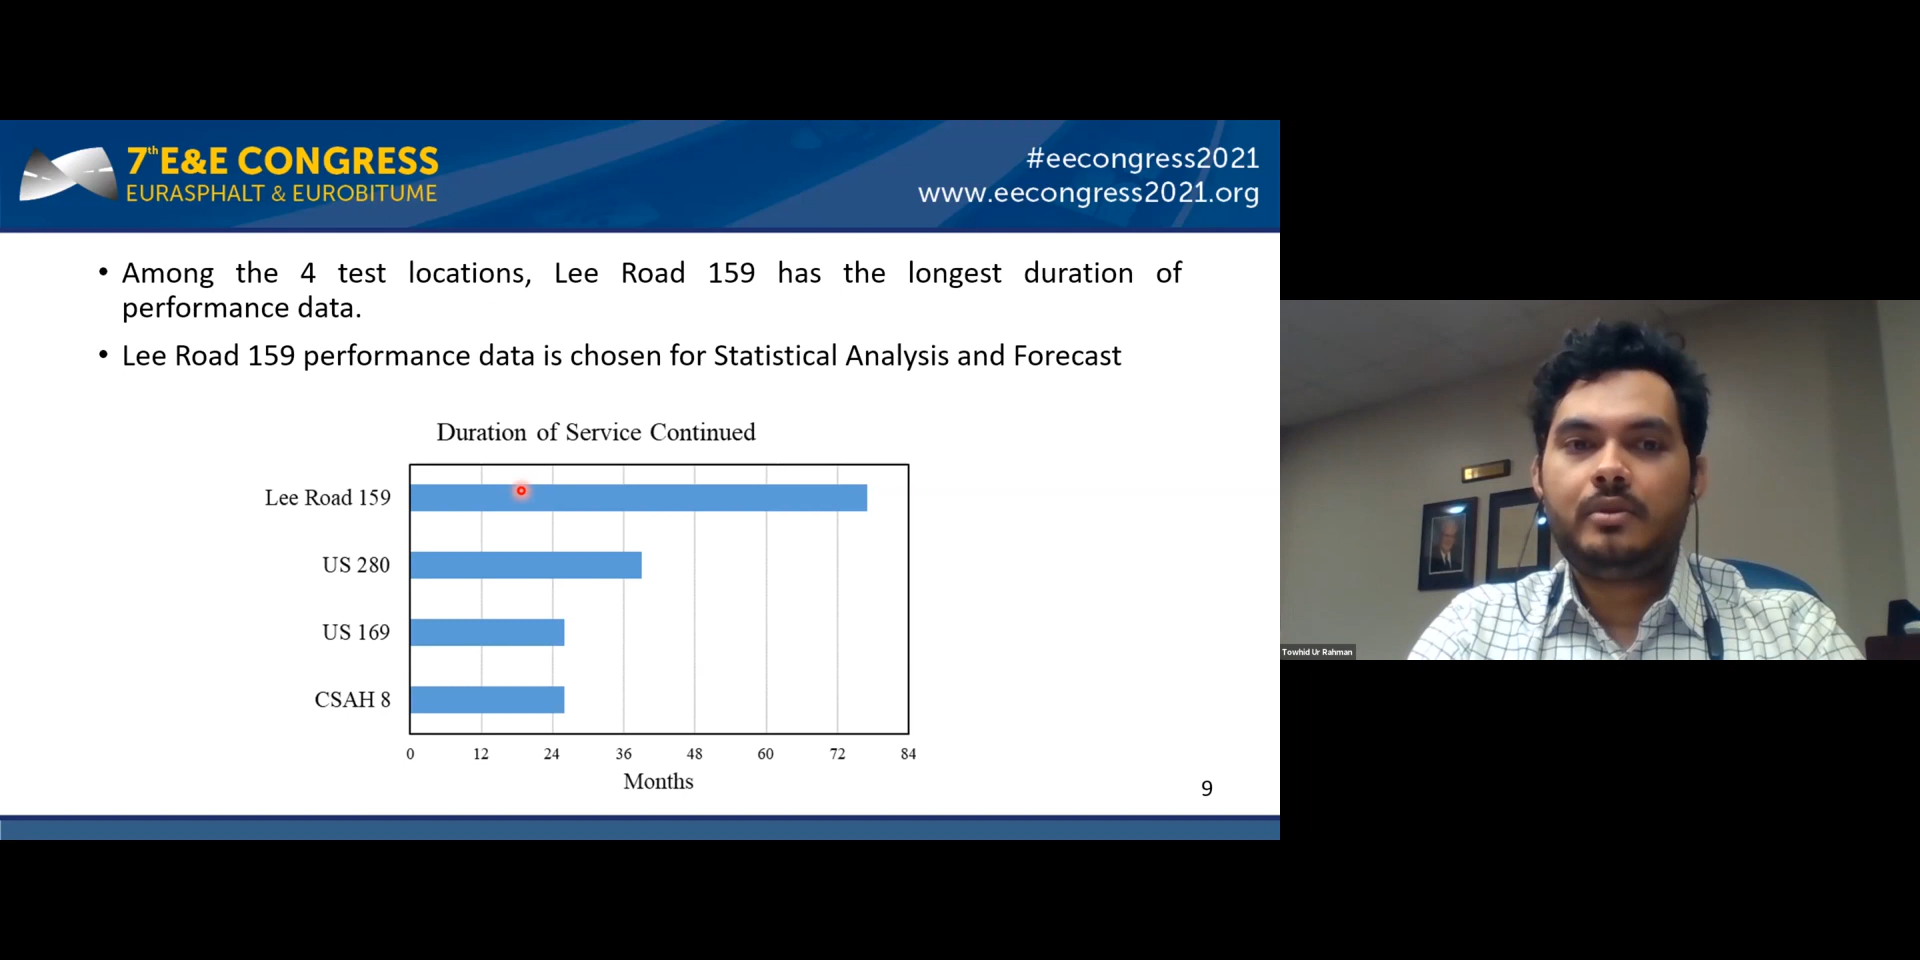 7th E&E CONGRESS
EURASPHALT & EUROBITUME
#eecongress2021
www.eecongress2021.org
• Among the 4 test locations, Lee Road 159 has the longest duration of
performance data.
• Lee Road 159 performance data is chosen for Statistical Analysis and Forecast
Duration of Service Continued
Lee Road 159
US 280
US 169
CSAH 8
0 12 24 36 48 60 72 84
Months
9
Towhid Ur Rahman